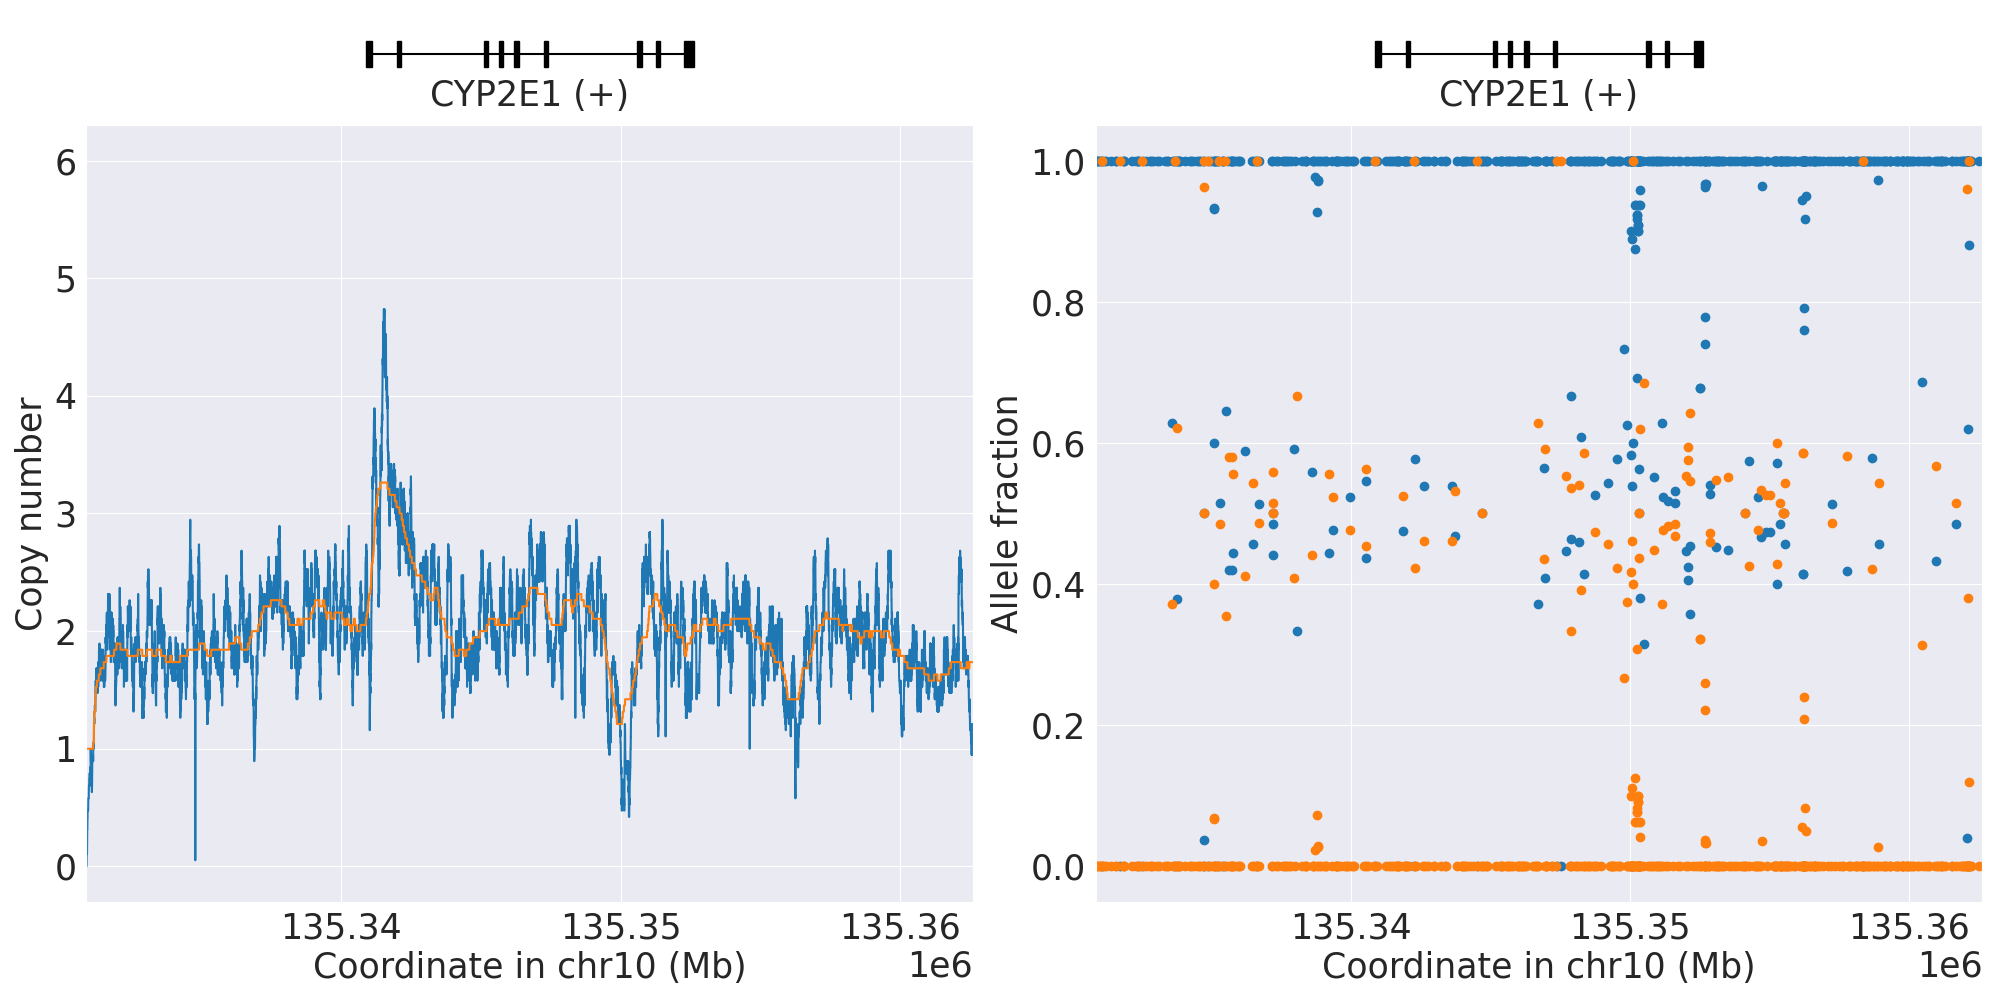 CYP2E1 (+)
6
5
4
3
2
1
0
Copy number
135.34 135.35 135.36
Coordinate in chr10 (Mb)
1e6
CYP2E1 (+)
1.0
0.8
0.6
0.4
0.2
0.0
Allele fraction
135.34 135.35 135.36
Coordinate in chr10 (Mb)
1e6